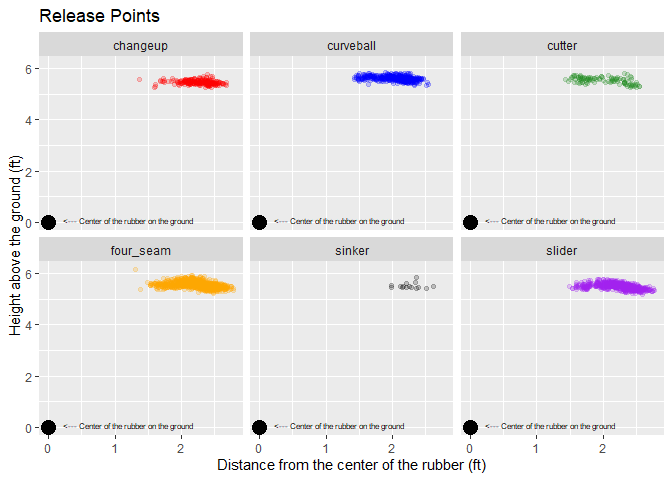 Release Points
changeup curveball cutter
6
4
2
0
<---- Center of the rubber on the ground <---- Center of the rubber on the ground <---- Center of the rubber on the ground
Height above the ground (ft)
four_seam sinker slider
6
4
2
0
<---- Center of the rubber on the ground <---- Center of the rubber on the ground <---- Center of the rubber on the ground
0 1 2 0 1 2 0 1 2
Distance from the center of the rubber (ft)